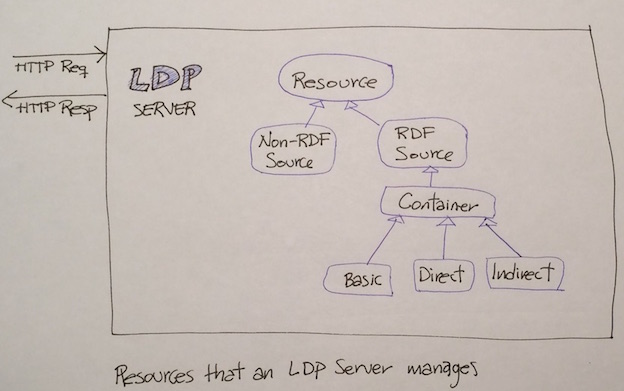 HTTP Req
HTTP Resp
LDP
SERVER
Resource
Non-RDF
Source
RDF
Source
Container
Basic
Direct
Indirect
Resources that an LDP Server manages